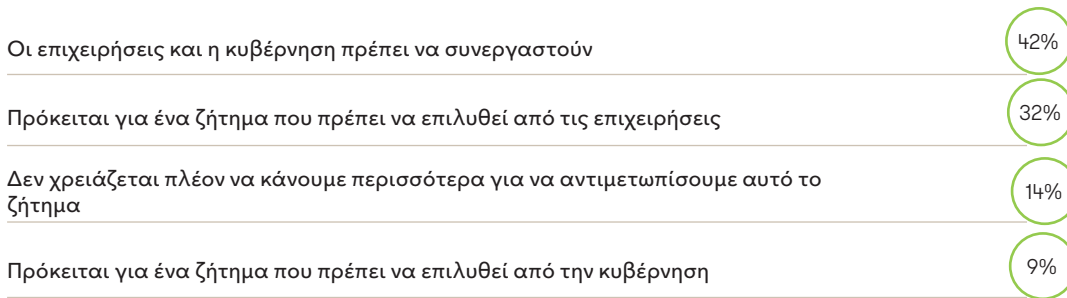 Οι επιχειρήσεις και η κυβέρνηση πρέπει να συνεργαστούν
42%
Πρόκειται για ένα ζήτημα που πρέπει να επιλυθεί από τις επιχειρήσεις
32%
Δεν χρειάζεται πλέον να κάνουμε περισσότερα για να αντιμετωπίσουμε αυτό το
ζήτημα
14%
Πρόκειται για ένα ζήτημα που πρέπει να επιλυθεί από την κυβέρνηση
9%